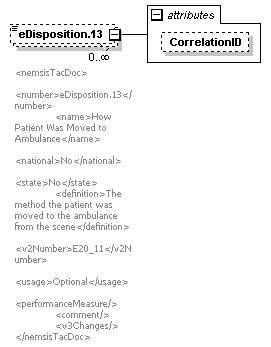 attributes
eDisposition.13
CorrelationID
0..∞
<nemsisTacDoc>
<number>eDisposition.13</
number>
<name>How
Patient Was Moved to
Ambulance</name>
<national>No</national>
<state>No</state>
<definition>The
method the patient was
moved to the ambulance
from the scene</definition>
<v2Number>E20_11</v2N
umber>
<usage>Optional</usage>
<performanceMeasure/>
<comment/>
<v3Changes/>
</nemsisTacDoc>